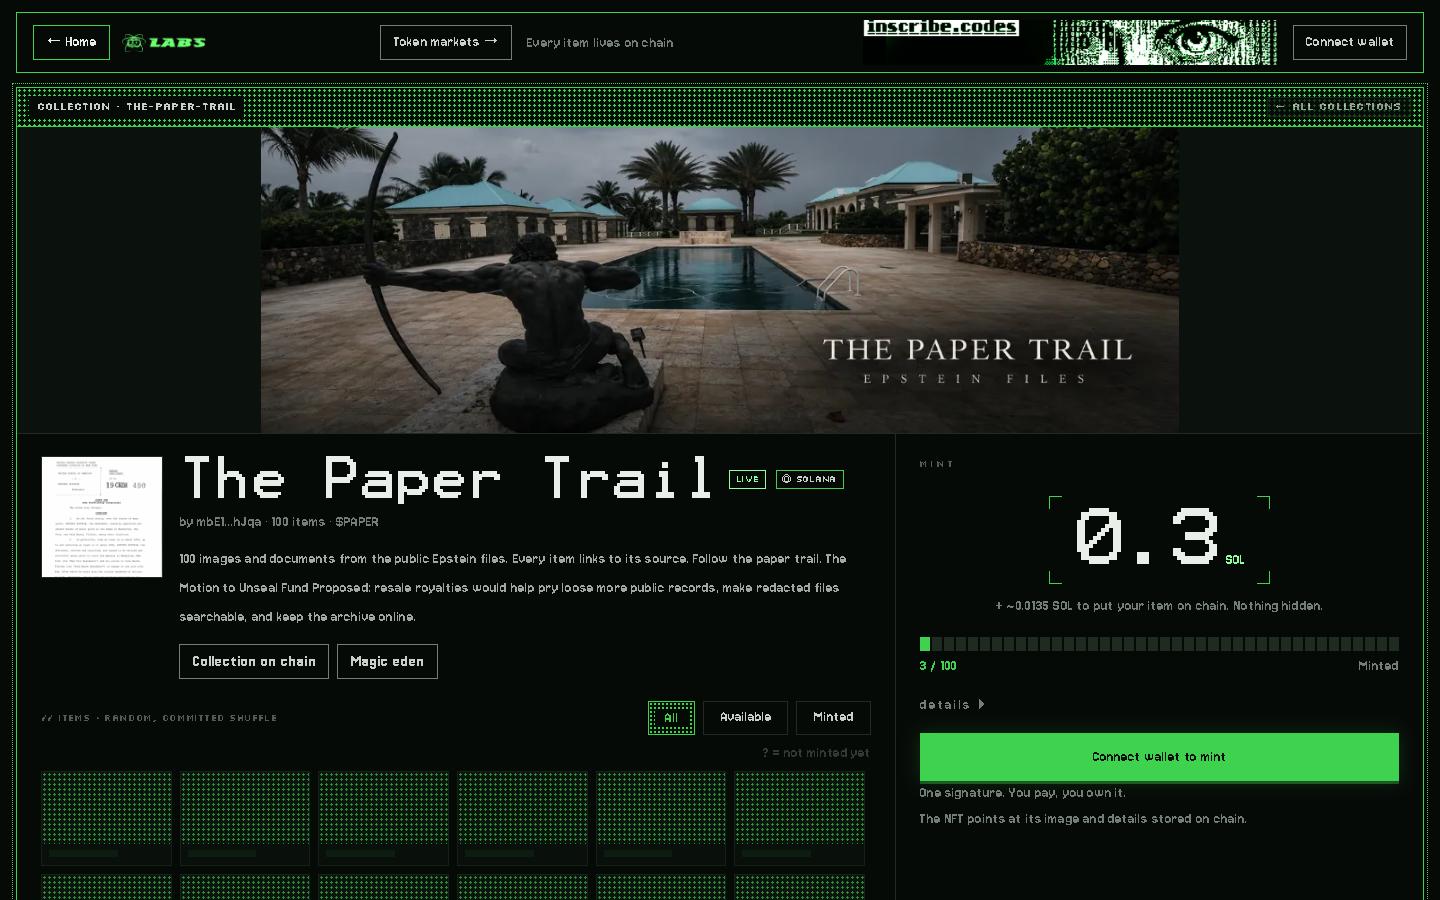 ← Home
LABS
Token markets →
Every item lives on chain
inscribe.codes
Connect wallet
COLLECTION · THE-PAPER-TRAIL
← ALL COLLECTIONS
THE PAPER TRAIL
EPSTEIN FILES
The Paper Trail
LIVE
SOLANA
by mbE1...hJqa · 100 items · $PAPER
100 images and documents from the public Epstein files. Every item links to its source. Follow the paper trail. The
Motion to Unseal Fund Proposed: resale royalties would help pry loose more public records, make redacted files
searchable, and keep the archive online.
Collection on chain
Magic eden
// ITEMS · RANDOM, COMMITTED SHUFFLE
All
Available
Minted
? = not minted yet
MINT
0.3 SOL
+ ~0.0135 SOL to put your item on chain. Nothing hidden.
3 / 100
Minted
details
Connect wallet to mint
One signature. You pay, you own it.
The NFT points at its image and details stored on chain.